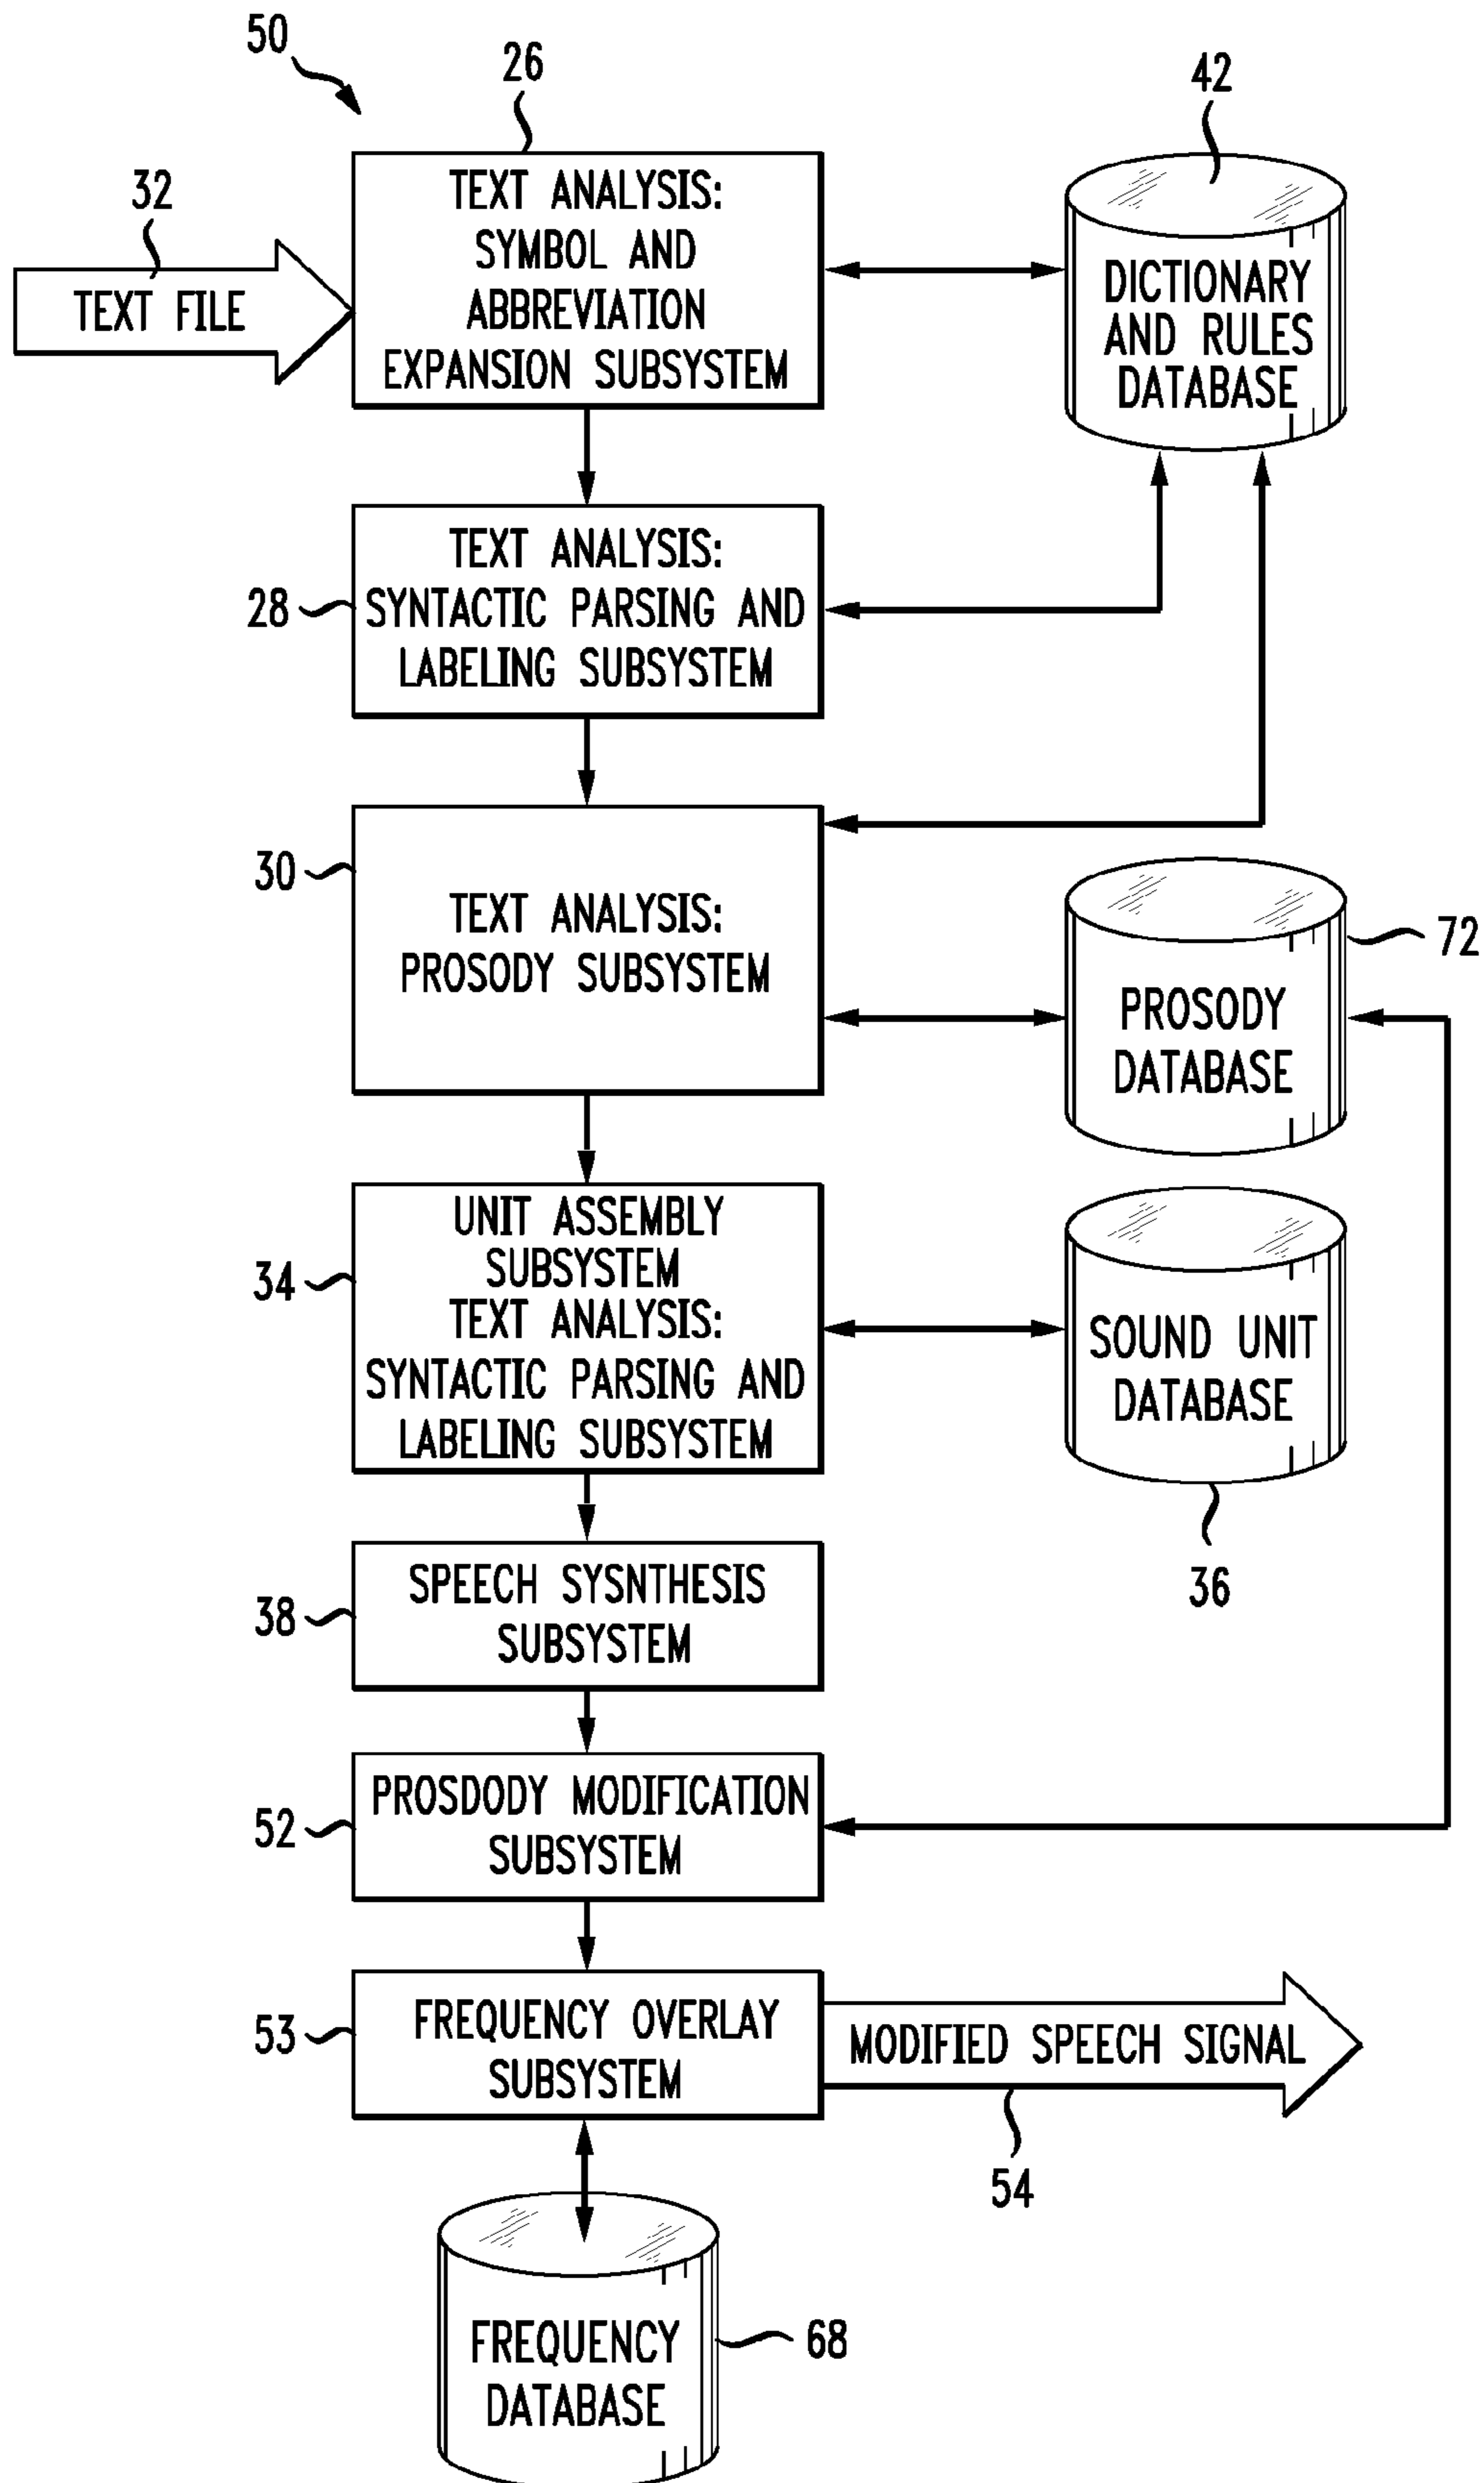 50
26
42
32
TEXT FILE
TEXT ANALYSIS:
SYMBOL AND
ABBREVIATION
EXPANSION SUBSYSTEM
DICTIONARY
AND RULES
DATABASE
28
TEXT ANALYSIS:
SYNTACTIC PARSING AND
LABELING SUBSYSTEM
30
TEXT ANALYSIS:
PROSODY SUBSYSTEM
72
PROSODY
DATABASE
34
UNIT ASSEMBLY
SUBSYSTEM
TEXT ANALYSIS:
SYNTACTIC PARSING AND
LABELING SUBSYSTEM
SOUND UNIT
DATABASE
36
38
SPEECH SYSNTHESIS
SUBSYSTEM
52
PROSDODY MODIFICATION
SUBSYSTEM
53
FREQUENCY OVERLAY
SUBSYSTEM
MODIFIED SPEECH SIGNAL
54
FREQUENCY
DATABASE
68